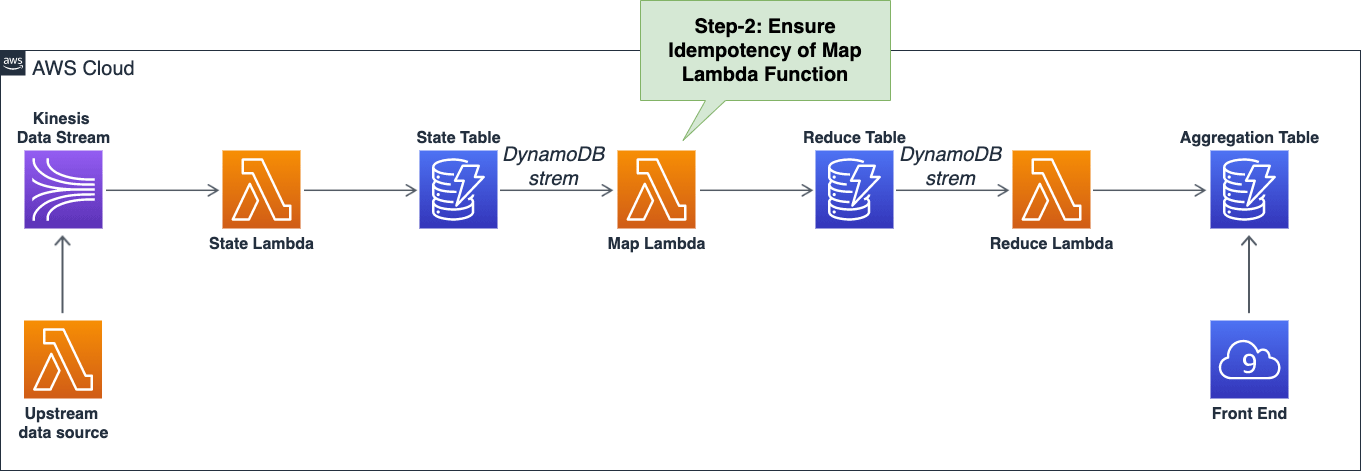 Step-2: Ensure
Idempotency of Map
Lambda Function
aws
AWS Cloud
Kinesis
Data Stream
State Table
DynamoDB
strem
Reduce Table
DynamoDB
strem
Aggregation Table
State Lambda
Map Lambda
Reduce Lambda
9
Upstream
data source
Front End